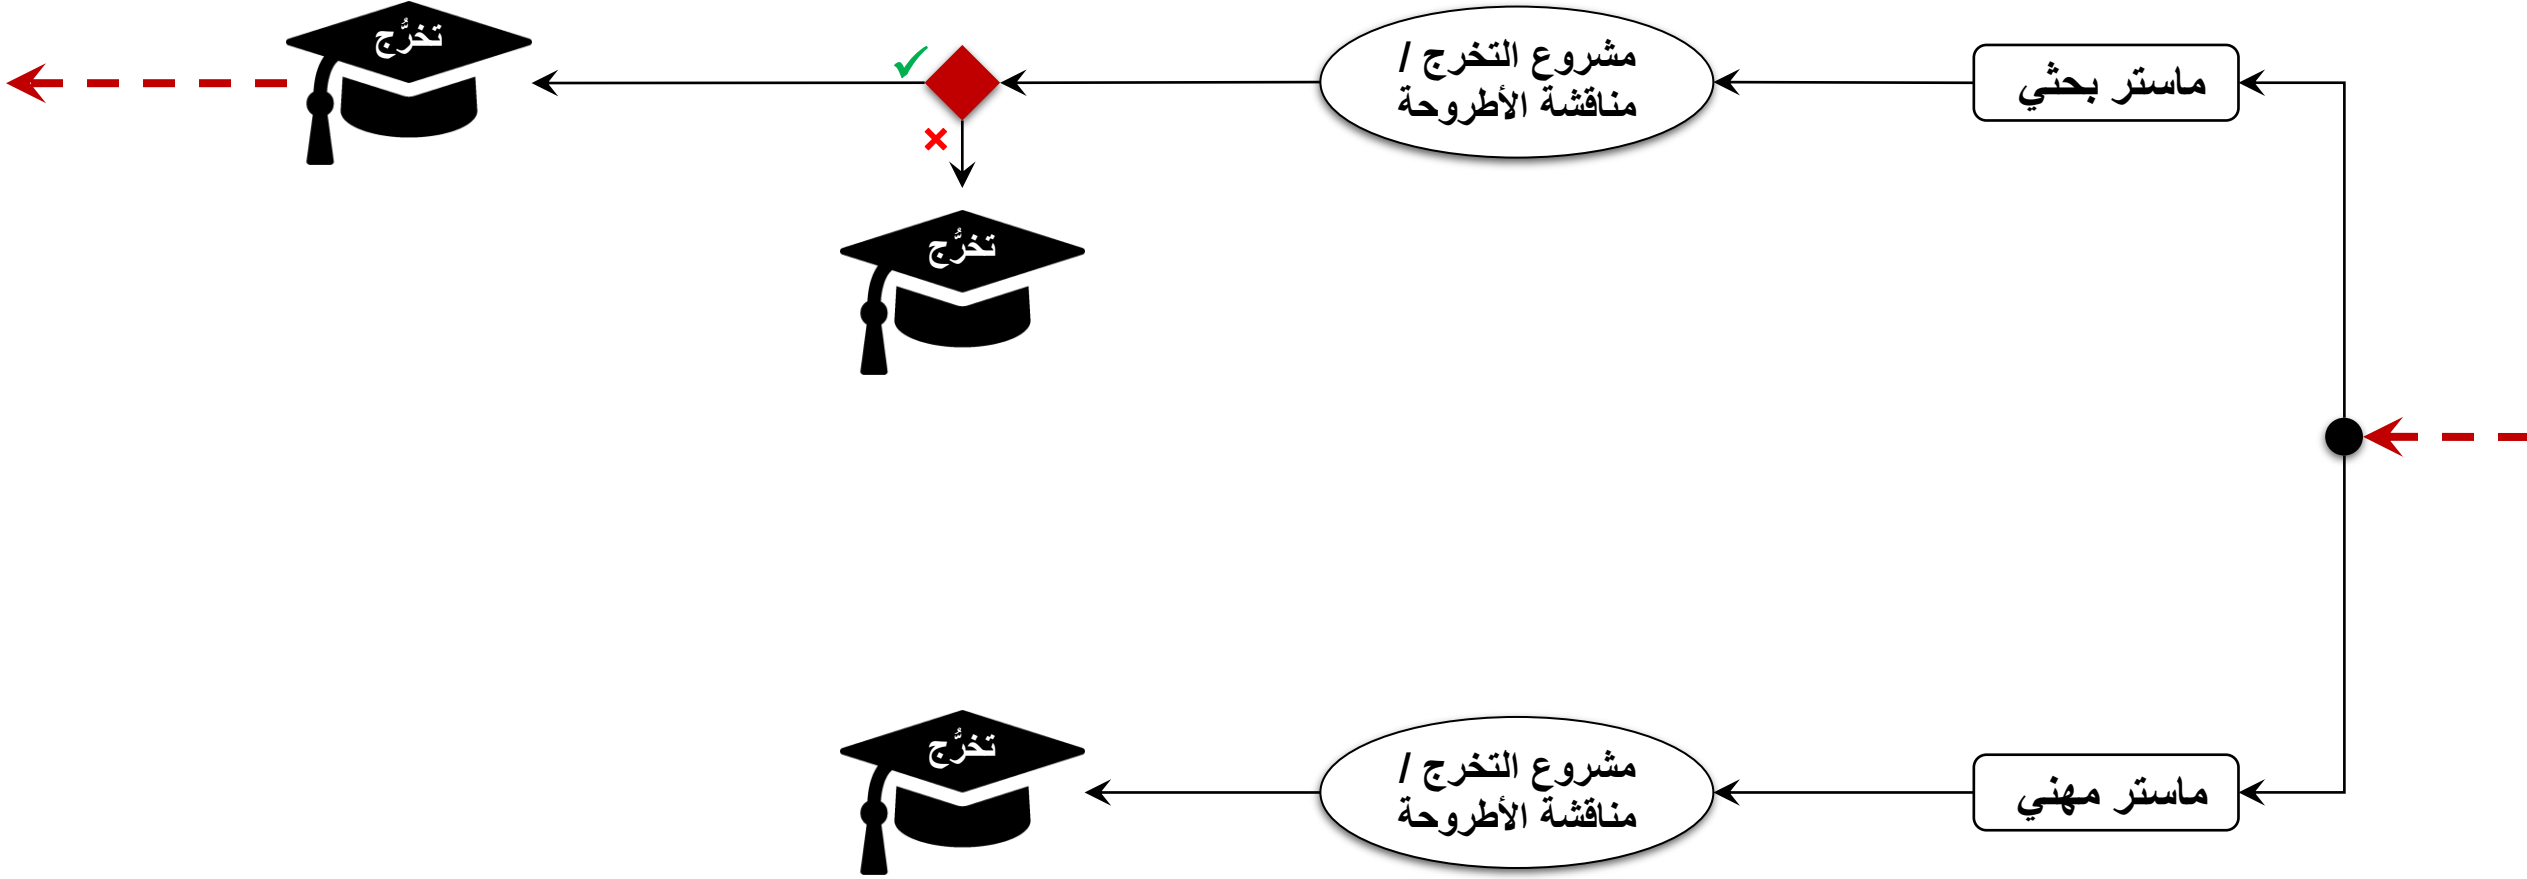 ماستر بحثي
مشروع التخرج /
مناقشة الأطروحة
تخرُّج
تخرُّج
ماستر مهني
مشروع التخرج /
مناقشة الأطروحة
تخرُّج